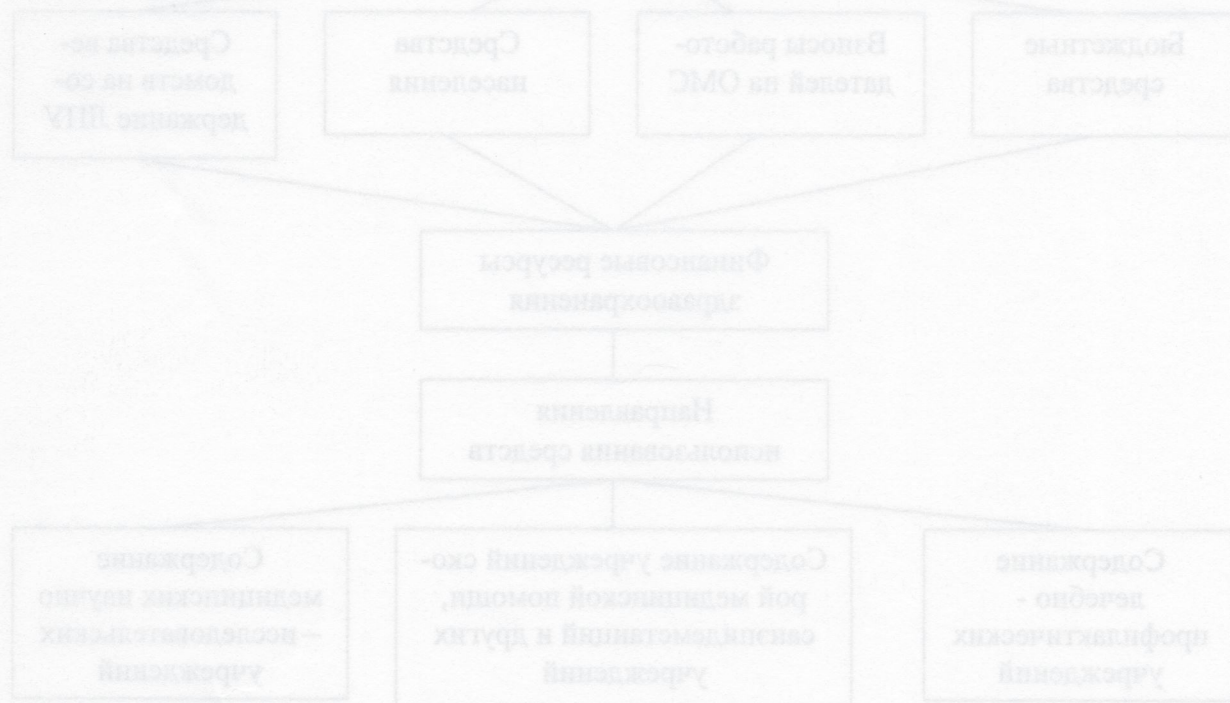 Бюджетные
средства
Взносы работо-
дателей на ОМС
Средства
населения
Средства ве-
домств на со-
держание ЛПУ
Финансовые ресурсы
здравоохранения
Направления
использования средств
Содержание
лечебно -
профилактических
учреждений
Содержание учреждений ско-
рой медицинской помощи,
санэпидемстанций и других
учреждений
Содержание
медицинских научно
– исследовательских
учреждений